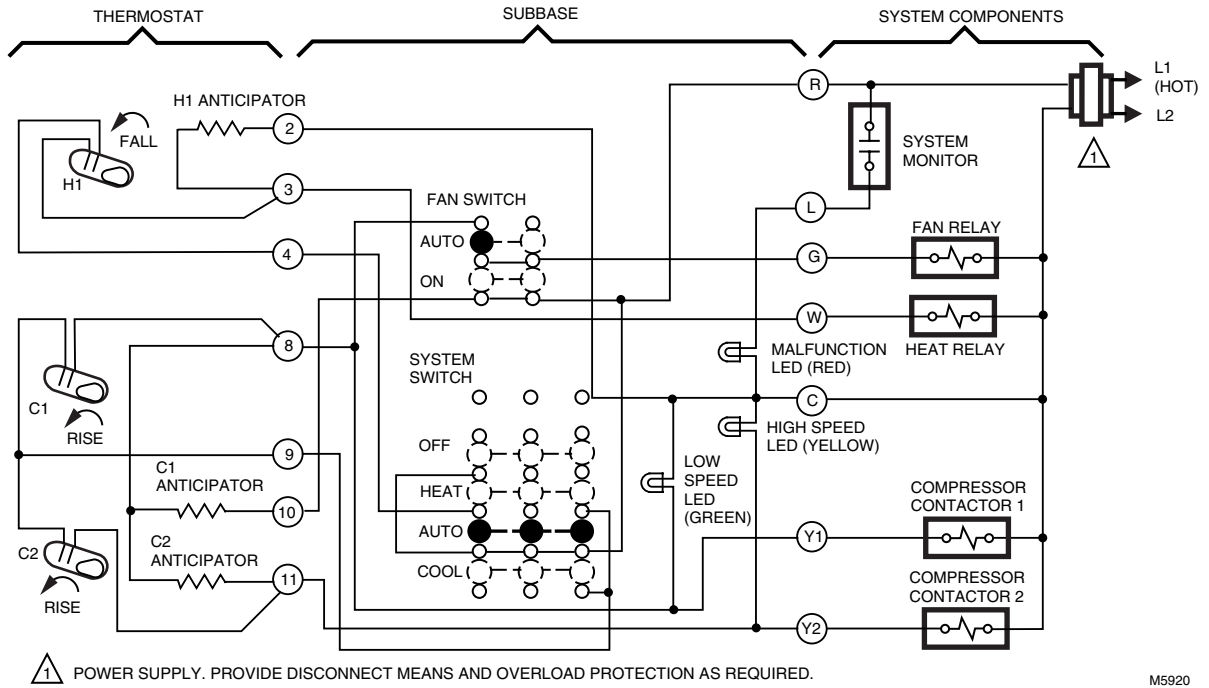 THERMOSTAT
SUBBASE
SYSTEM COMPONENTS
L1
(HOT)
L2
1
R
H1 ANTICIPATOR
2
FALL
H1
SYSTEM
MONITOR
3
FAN SWITCH
L
AUTO
FAN RELAY
4
G
ON
W
HEAT RELAY
8
MALFUNCTION
LED (RED)
SYSTEM
SWITCH
C1
RISE
C
HIGH SPEED
LED (YELLOW)
OFF
9
LOW
SPEED
LED
(GREEN)
C1
ANTICIPATOR
HEAT
10
COMPRESSOR
CONTACTOR 1
AUTO
Y1
C2
C2
ANTICIPATOR
COOL
11
COMPRESSOR
CONTACTOR 2
RISE
Y2
1 POWER SUPPLY. PROVIDE DISCONNECT MEANS AND OVERLOAD PROTECTION AS REQUIRED.
M5920